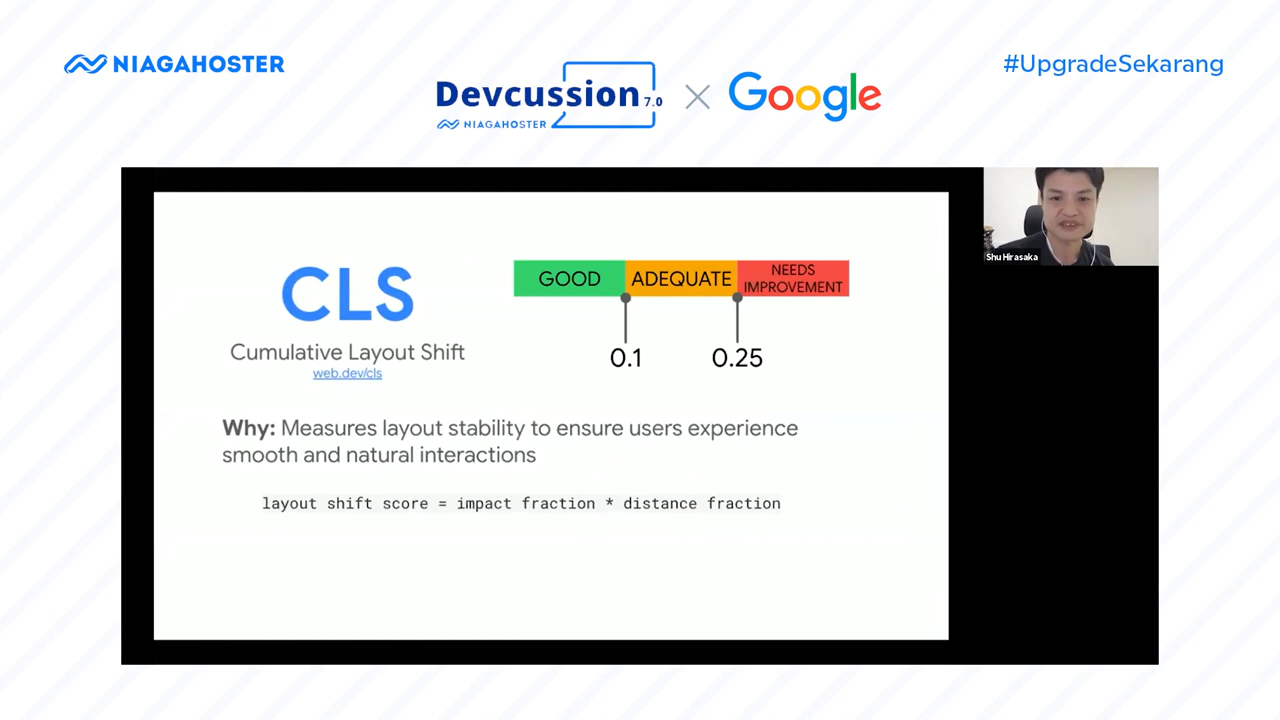 NIAGAHOSTER
Devcussion 7.0
NIAGAHOSTER
Google
#UpgradeSekarang
Shu Hirasaka
CLS
Cumulative Layout Shift
web.dev/cls
GOOD
ADEQUATE
NEEDS
IMPROVEMENT
0.1
0.25
Why: Measures layout stability to ensure users experience
smooth and natural interactions
layout shift score = impact fraction * distance fraction